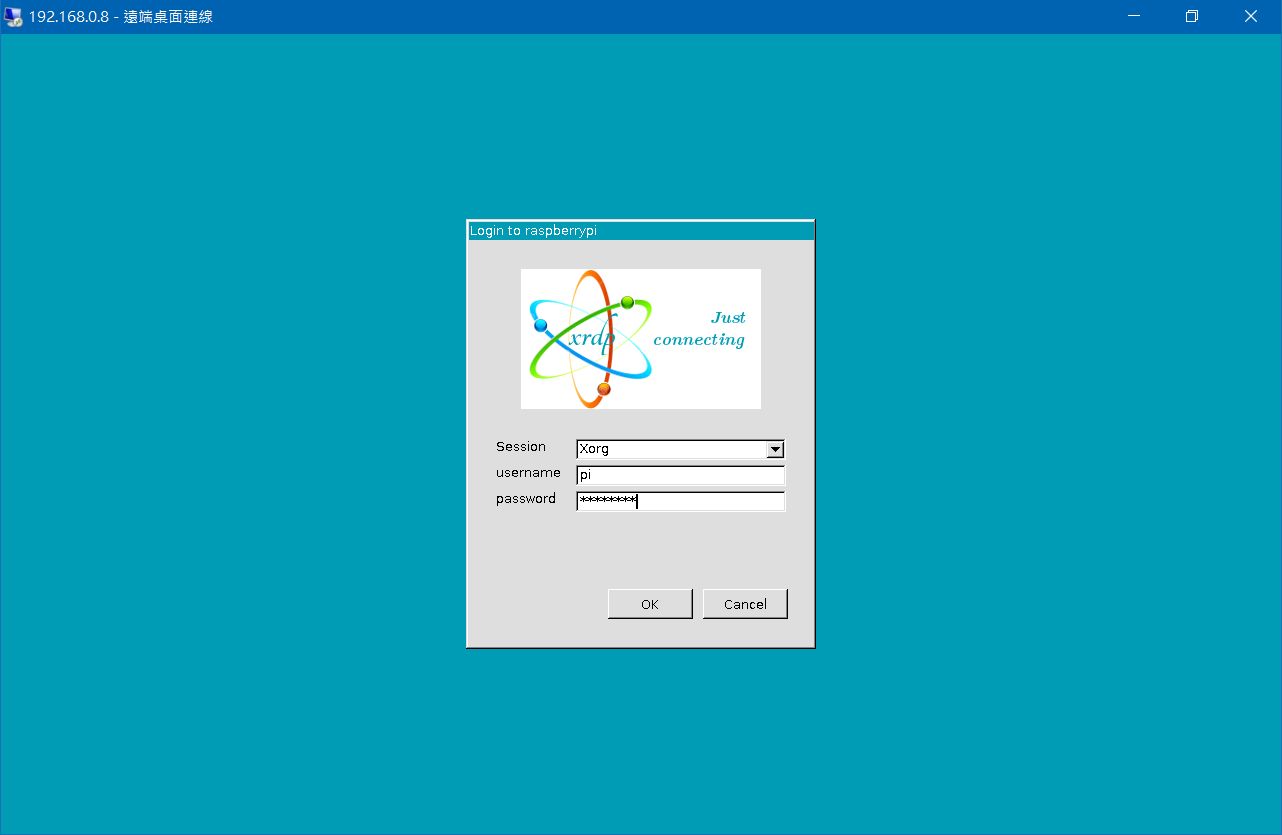 192.168.0.8 - 遠端桌面連線
Login to raspberrypi
xrdp
Just
connecting
Session Xorg
username pi
password ********
OK Cancel